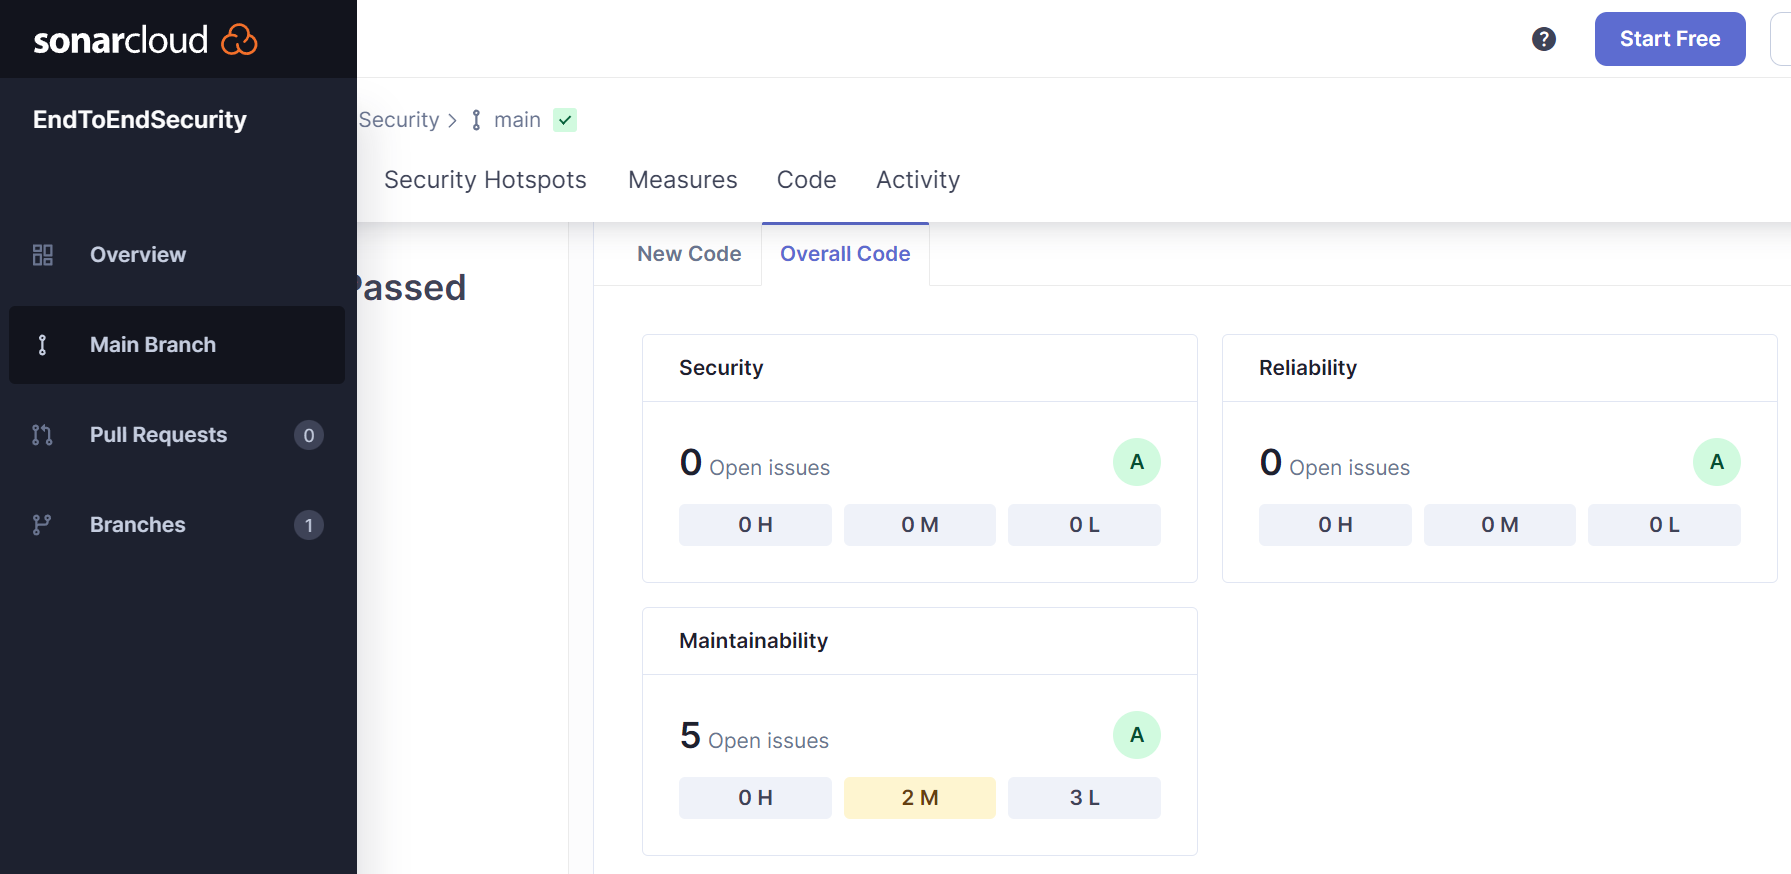 sonarcloud
EndToEndSecurity
Overview
Main Branch
Pull Requests 0
Branches 1
?
Start Free
Security > main
Security Hotspots Measures Code Activity
Passed
New Code Overall Code
Security
0 Open issues A
0 H 0 M 0 L
Reliability
0 Open issues A
0 H 0 M 0 L
Maintainability
5 Open issues A
0 H 2 M 3 L